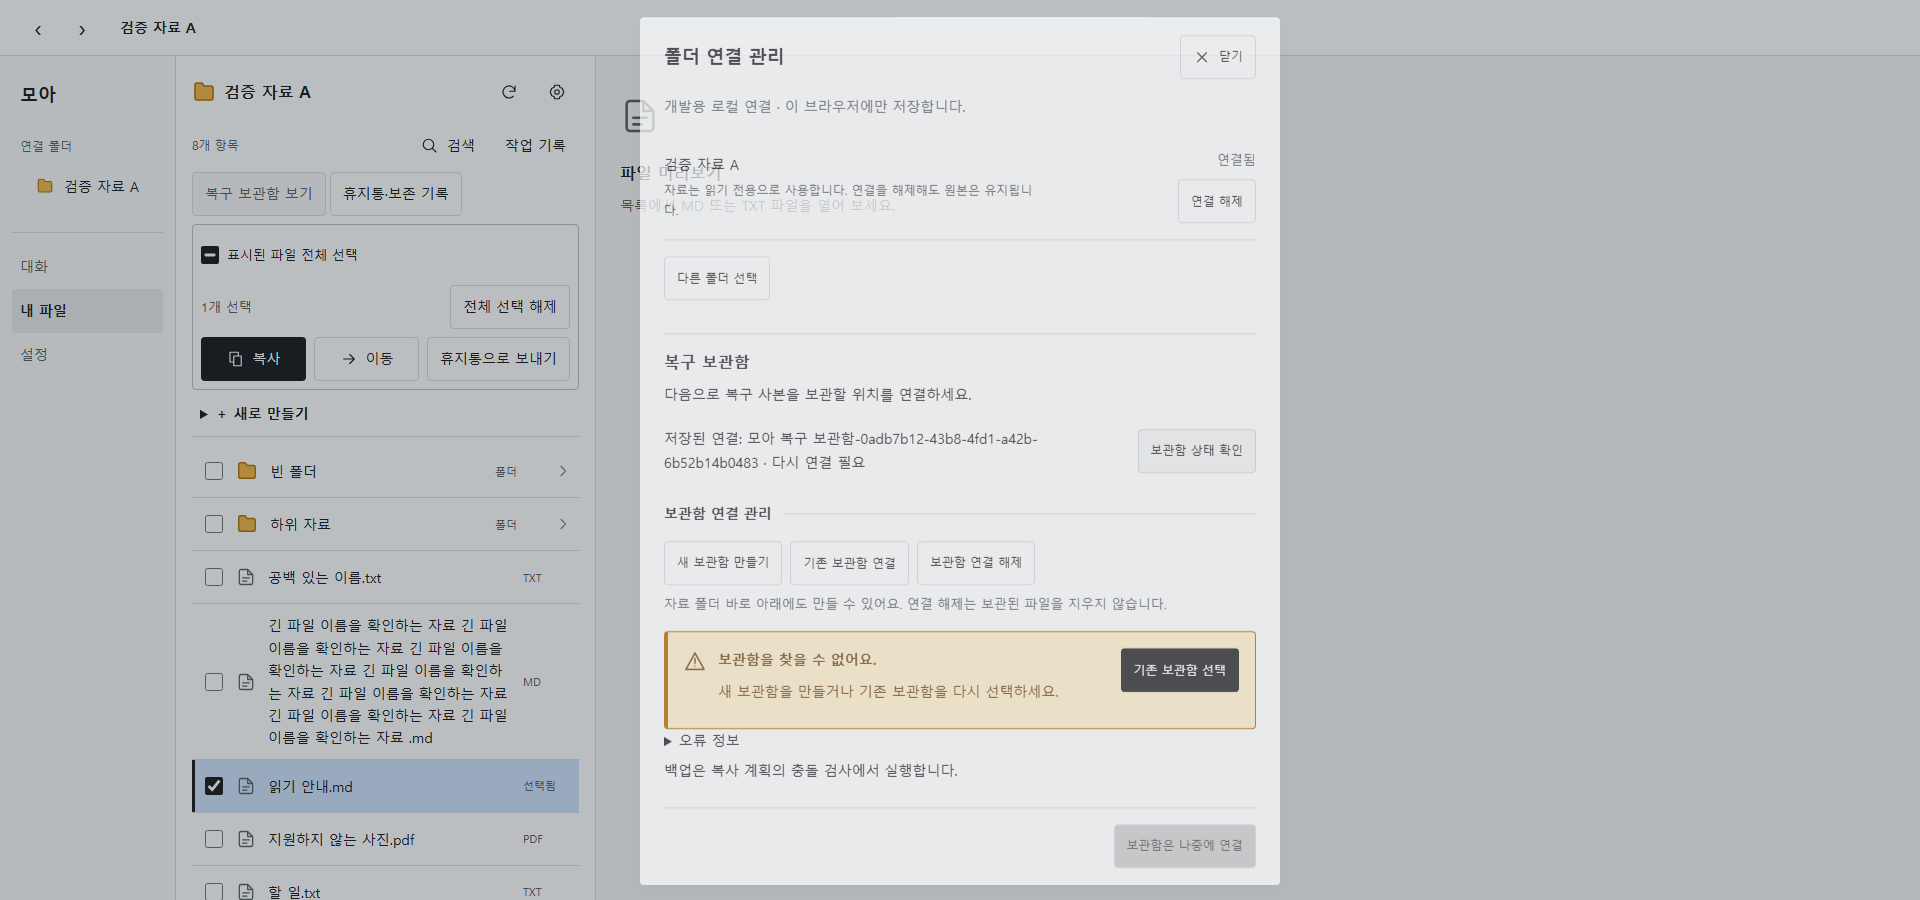 검증 자료 A
모아
연결 폴더
검증 자료 A
대화
내 파일
설정
검증 자료 A
8개 항목
검색
작업 기록
복구 보관함 보기
휴지통·보존 기록
표시된 파일 전체 선택
1개 선택
전체 선택 해제
복사
이동
휴지통으로 보내기
+ 새로 만들기
빈 폴더
폴더
하위 자료
폴더
공백 있는 이름.txt
TXT
긴 파일 이름을 확인하는 자료 긴 파일
이름을 확인하는 자료 긴 파일 이름을
확인하는 자료 긴 파일 이름을 확인하
는 자료 긴 파일 이름을 확인하는 자료
긴 파일 이름을 확인하는 자료 긴 파일
이름을 확인하는 자료 .md
MD
읽기 안내.md
선택됨
지원하지 않는 사진.pdf
PDF
할 일.txt
TXT
파일 미리보기
목록에서 MD 또는 TXT 파일을 열어 보세요.
폴더 연결 관리
닫기
개발용 로컬 연결 · 이 브라우저에만 저장합니다.
검증 자료 A
연결됨
자료는 읽기 전용으로 사용합니다. 연결을 해제해도 원본은 유지됩니
다.
연결 해제
다른 폴더 선택
복구 보관함
다음으로 복구 사본을 보관할 위치를 연결하세요.
저장된 연결: 모아 복구 보관함-0adb7b12-43b8-4fd1-a42b-
6b52b14b0483 · 다시 연결 필요
보관함 상태 확인
보관함 연결 관리
새 보관함 만들기
기존 보관함 연결
보관함 연결 해제
자료 폴더 바로 아래에도 만들 수 있어요. 연결 해제는 보관된 파일을 지우지 않습니다.
보관함을 찾을 수 없어요.
새 보관함을 만들거나 기존 보관함을 다시 선택하세요.
기존 보관함 선택
오류 정보
백업은 복사 계획의 충돌 검사에서 실행합니다.
보관함은 나중에 연결